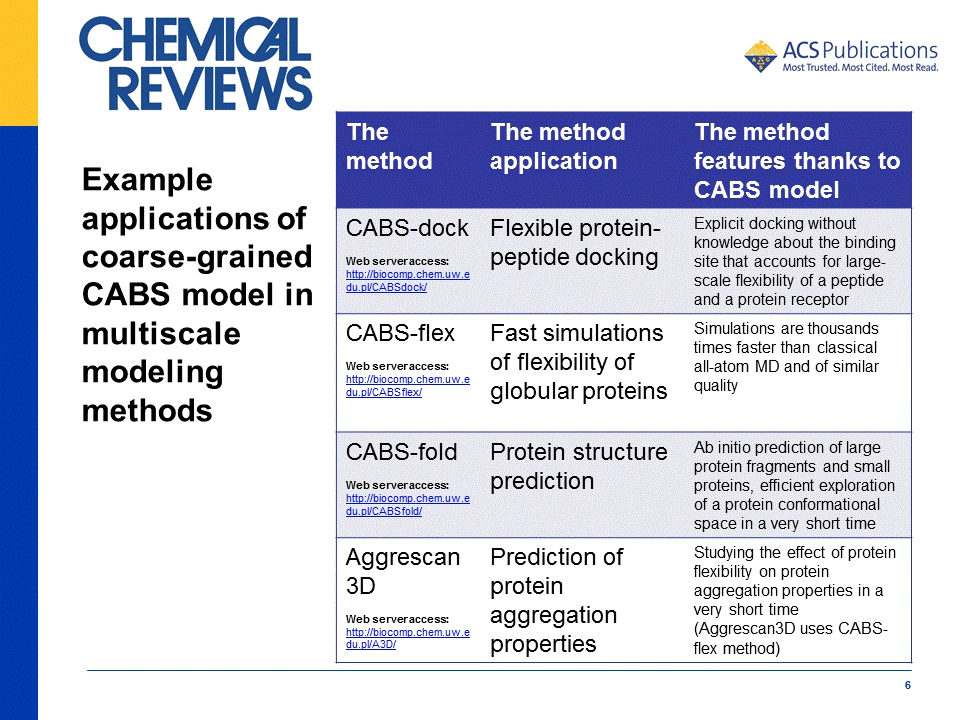 CHEMICAL
REVIEWS
ACS Publications
Most Trusted. Most Cited. Most Read.
Example
applications of
coarse-grained
CABS model in
multiscale
modeling
methods
The
method
The method
application
The method
features thanks to
CABS model
CABS-dock
Web serveraccess:
http://biocomp.chem.uw.e
du.pl/CABSdock/
Flexible protein-
peptide docking
Explicit docking without
knowledge about the binding
site that accounts for large-
scale flexibility of a peptide
and a protein receptor
CABS-flex
Web serveraccess:
http://biocomp.chem.uw.e
du.pl/CABSflex/
Fast simulations
of flexibility of
globular proteins
Simulations are thousands
times faster than classical
all-atom MD and of similar
quality
CABS-fold
Web serveraccess:
http://biocomp.chem.uw.e
du.pl/CABSfold/
Protein structure
prediction
Ab initio prediction of large
protein fragments and small
proteins, efficient exploration
of a protein conformational
space in a very short time
Aggrescan
3D
Web serveraccess:
http://biocomp.chem.uw.e
du.pl/A3D/
Prediction of
protein
aggregation
properties
Studying the effect of protein
flexibility on protein
aggregation properties in a
very short time
(Aggrescan3D uses CABS-
flex method)
6